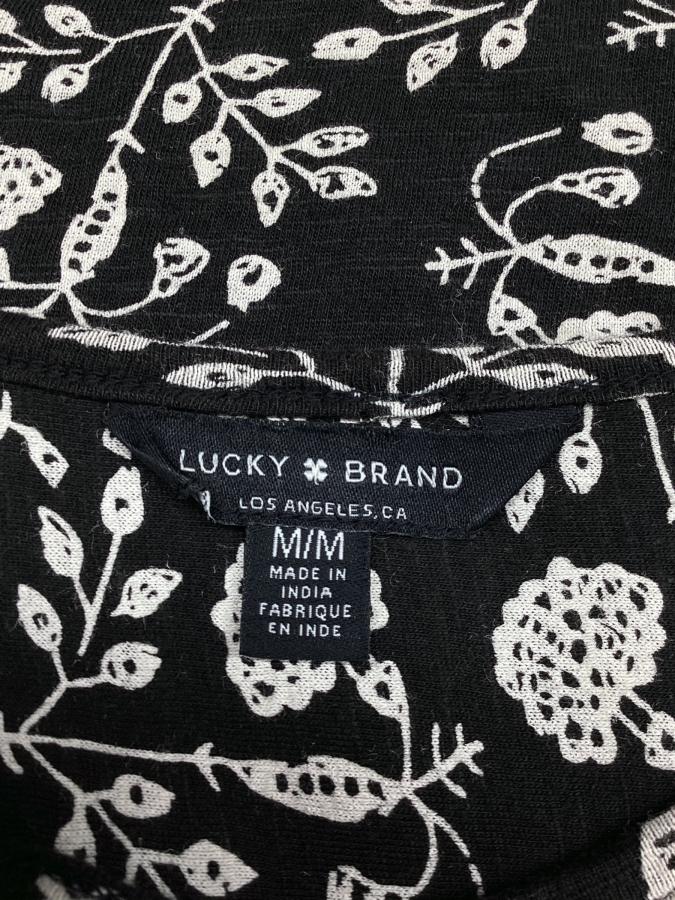 LUCKY BRAND
LOS ANGELES, CA
M/M
MADE IN
INDIA
FABRIQUE
EN INDE